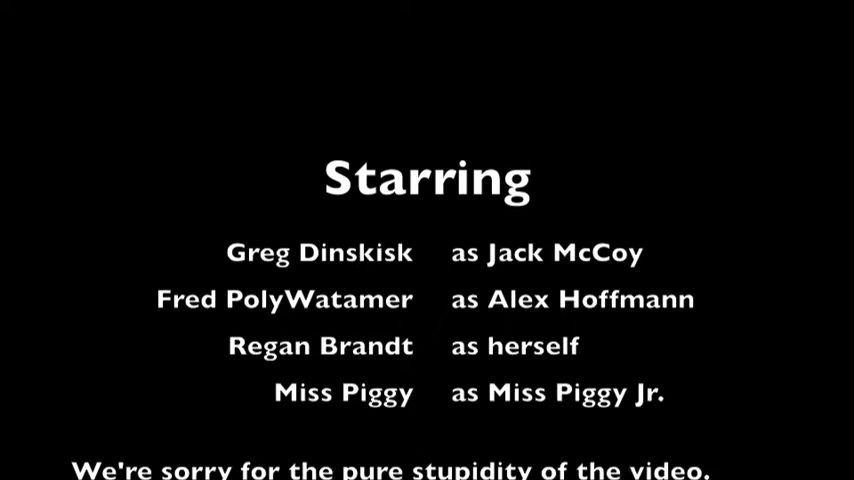 Starring
Greg Dinskisk as Jack McCoy
Fred PolyWatamer as Alex Hoffmann
Regan Brandt as herself
Miss Piggy as Miss Piggy Jr.
We're sorry for the pure stupidity of the video.